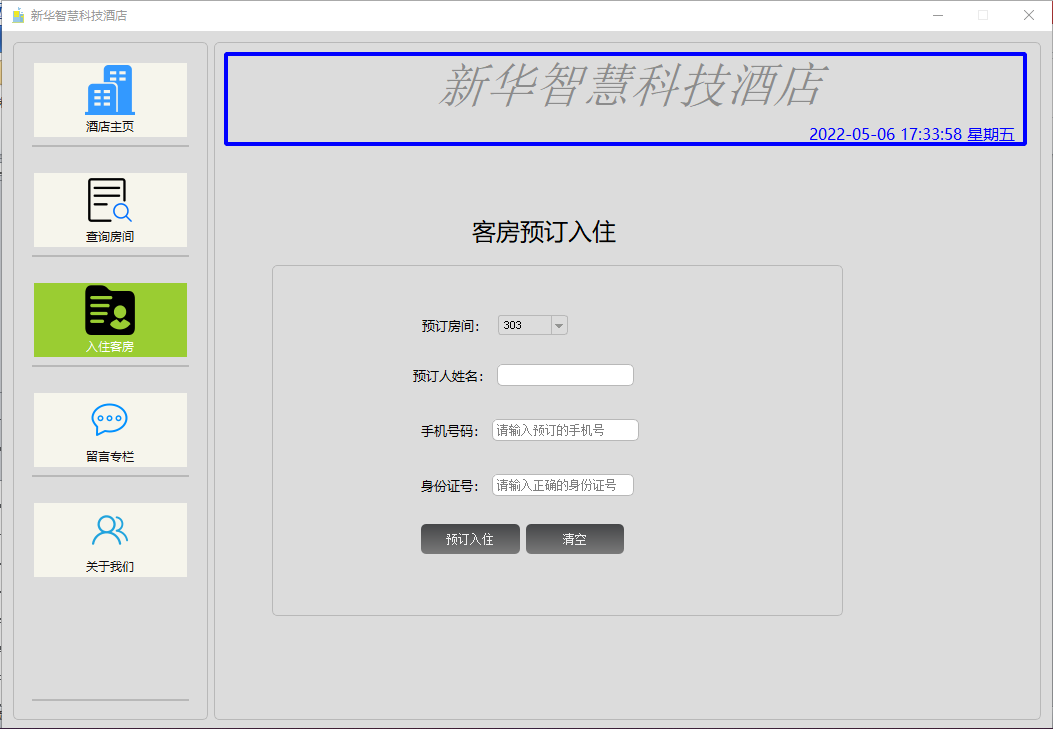 新华智慧科技酒店
酒店主页
查询房间
入住客房
留言专栏
关于我们
新华智慧科技酒店
2022-05-06 17:33:58 星期五
客房预订入住
预订房间： 303
预订人姓名：
手机号码： 请输入预订的手机号
身份证号： 请输入正确的身份证号
预订入住 清空